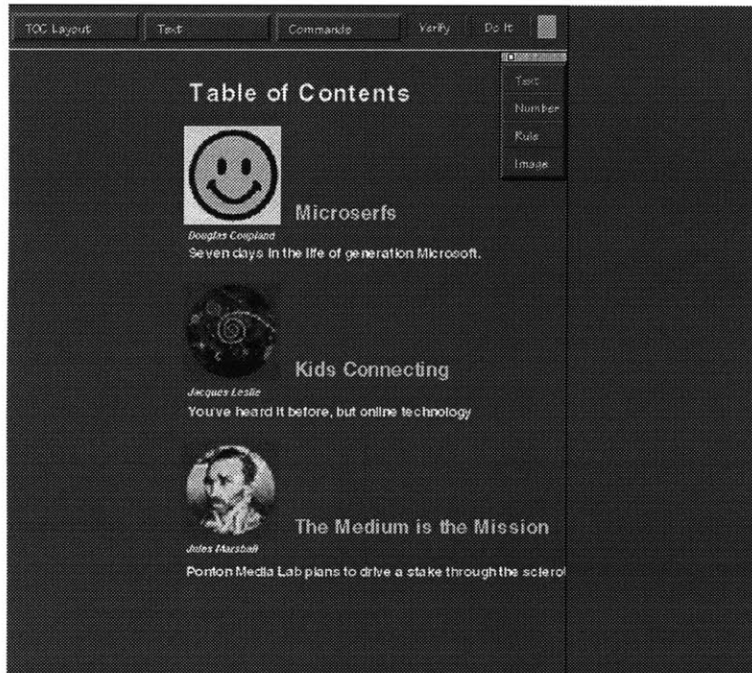 TOC Layout
Text
Commands
Verify
Do It
Text
Number
Rule
Image
Table of Contents
Microserfs
Douglas Coupland
Seven days in the life of generation Microsoft.
Kids Connecting
Jacques Leslie
You've heard it before, but online technology
The Medium is the Mission
Jules Marshall
Ponton Media Lab plans to drive a stake through the sclerol